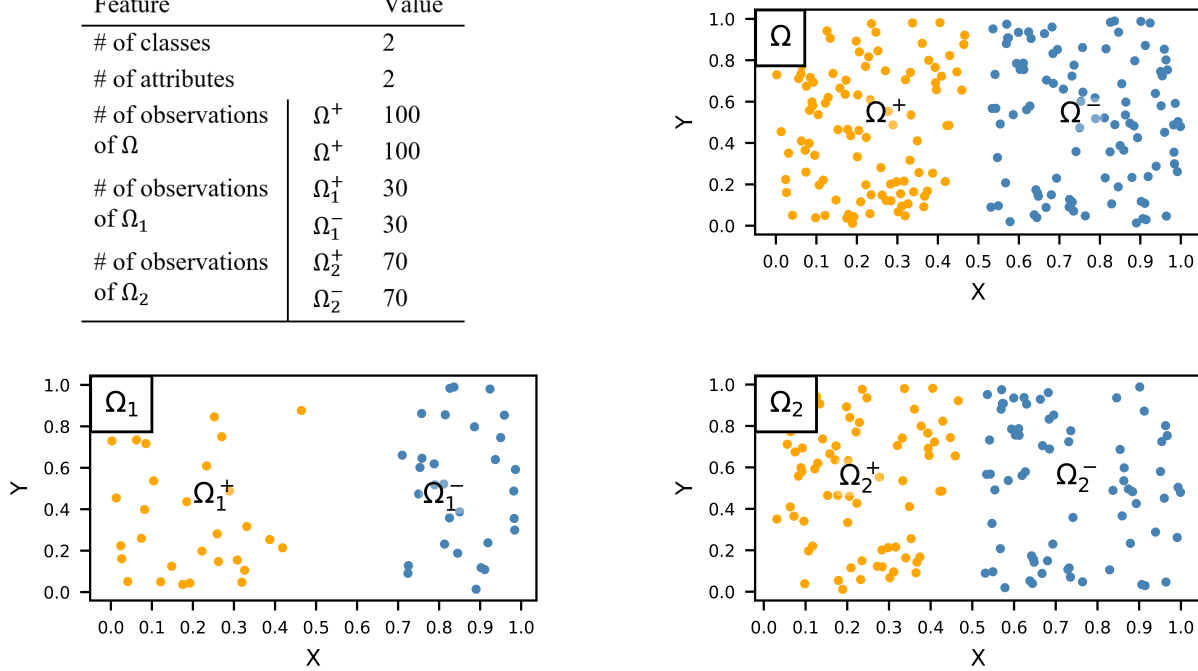 Feature Value
# of classes 2
# of attributes 2
# of observations of Ω Ω⁺ 100
Ω⁺ 100
# of observations of Ω₁ Ω₁⁺ 30
Ω₁⁻ 30
# of observations of Ω₂ Ω₂⁺ 70
Ω₂⁻ 70
Ω
Ω⁺ Ω⁻
1.0
0.8
0.6
0.4
0.2
0.0
Y
0.0 0.1 0.2 0.3 0.4 0.5 0.6 0.7 0.8 0.9 1.0
X
Ω₁
Ω₁⁺ Ω₁⁻
1.0
0.8
0.6
0.4
0.2
0.0
Y
0.0 0.1 0.2 0.3 0.4 0.5 0.6 0.7 0.8 0.9 1.0
X
Ω₂
Ω₂⁺ Ω₂⁻
1.0
0.8
0.6
0.4
0.2
0.0
Y
0.0 0.1 0.2 0.3 0.4 0.5 0.6 0.7 0.8 0.9 1.0
X